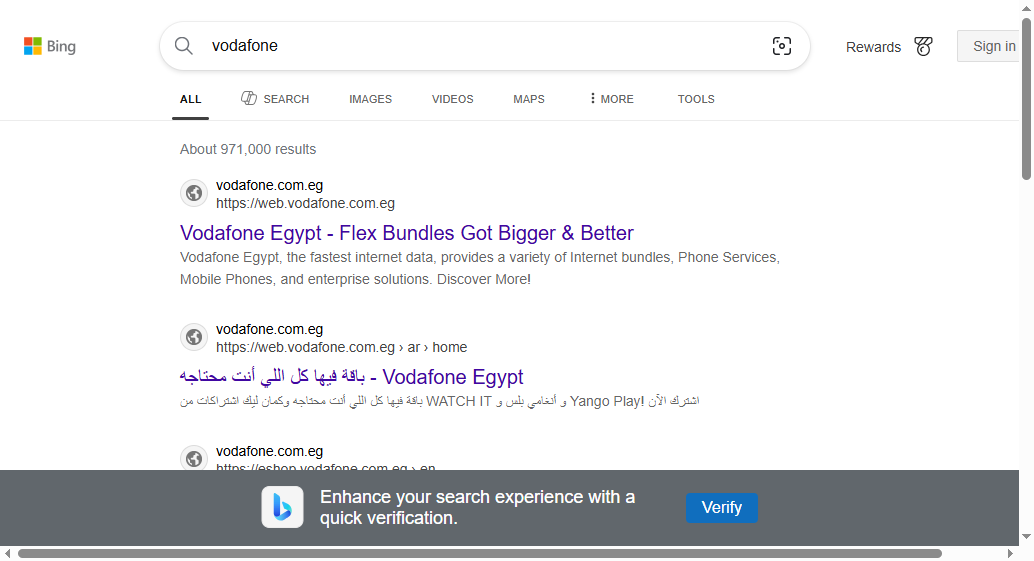 Bing
vodafone
Rewards
Sign in
ALL
SEARCH
IMAGES
VIDEOS
MAPS
MORE
TOOLS
About 971,000 results
vodafone.com.eg
https://web.vodafone.com.eg
Vodafone Egypt - Flex Bundles Got Bigger & Better
Vodafone Egypt, the fastest internet data, provides a variety of Internet bundles, Phone Services,
Mobile Phones, and enterprise solutions. Discover More!
vodafone.com.eg
https://web.vodafone.com.eg › ar › home
باقة فيها كل اللي أنت محتاجه - Vodafone Egypt
باقة فيها كل اللي أنت محتاجه وكمان ليك اشتراكات من WATCH IT و أنغامي بلس و Yango Play! اشترك الآن
vodafone.com.eg
https://eshop.vodafone.com.eg › en
Enhance your search experience with a
quick verification.
Verify